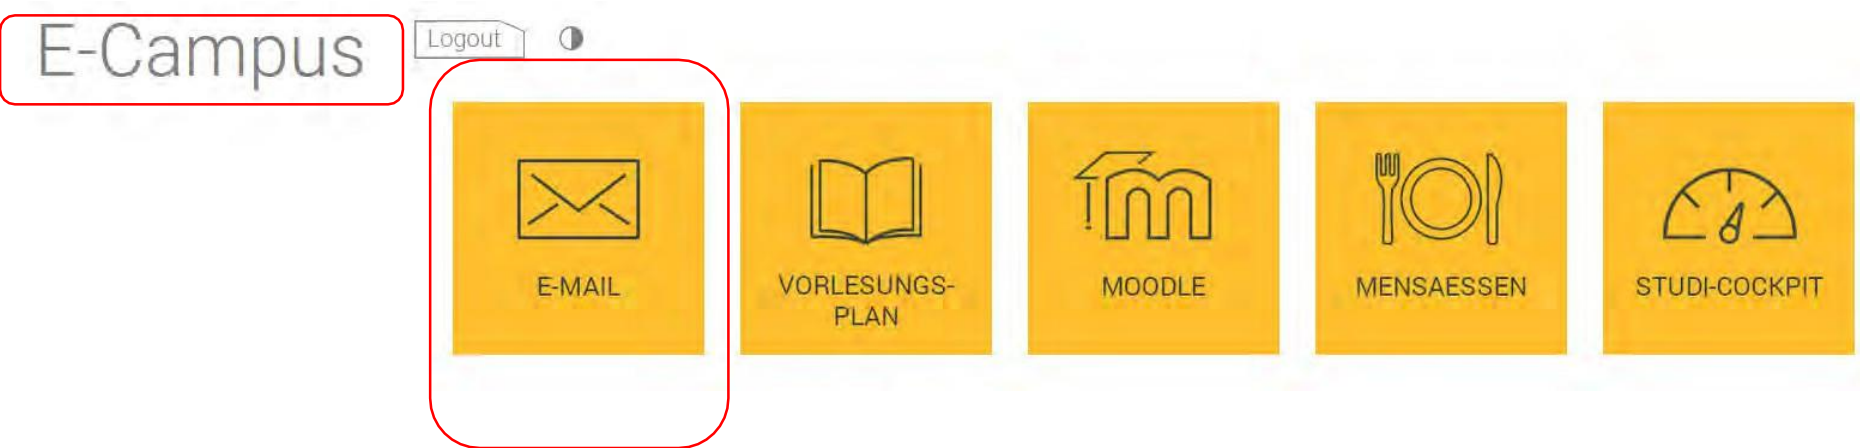 E-Campus
Logout
E-MAIL
VORLESUNGS-
PLAN
MOODLE
MENSAESSEN
STUDI-COCKPIT